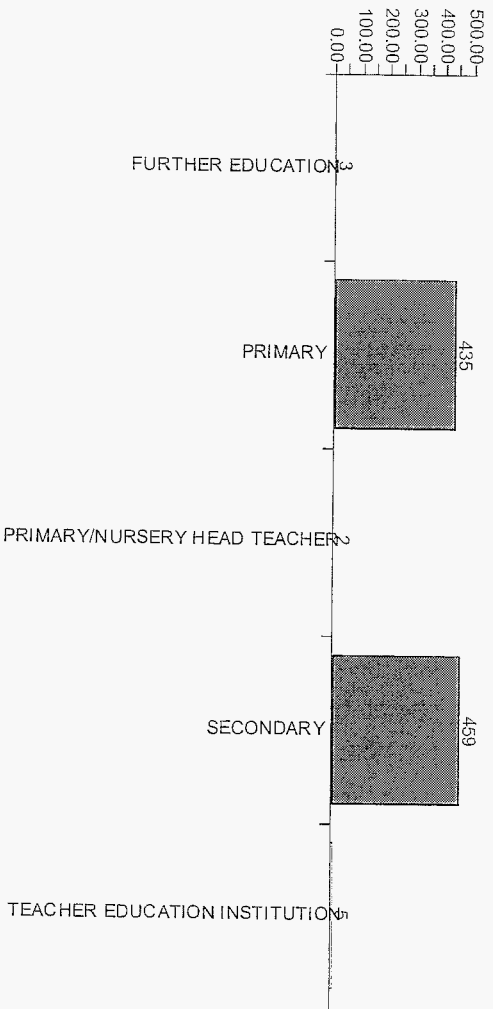 500.00
400.00
300.00
200.00
100.00
0.00
FURTHER EDUCATION
3
PRIMARY
435
PRIMARY/NURSERY HEAD TEACHER
2
SECONDARY
459
TEACHER EDUCATION INSTITUTION
5